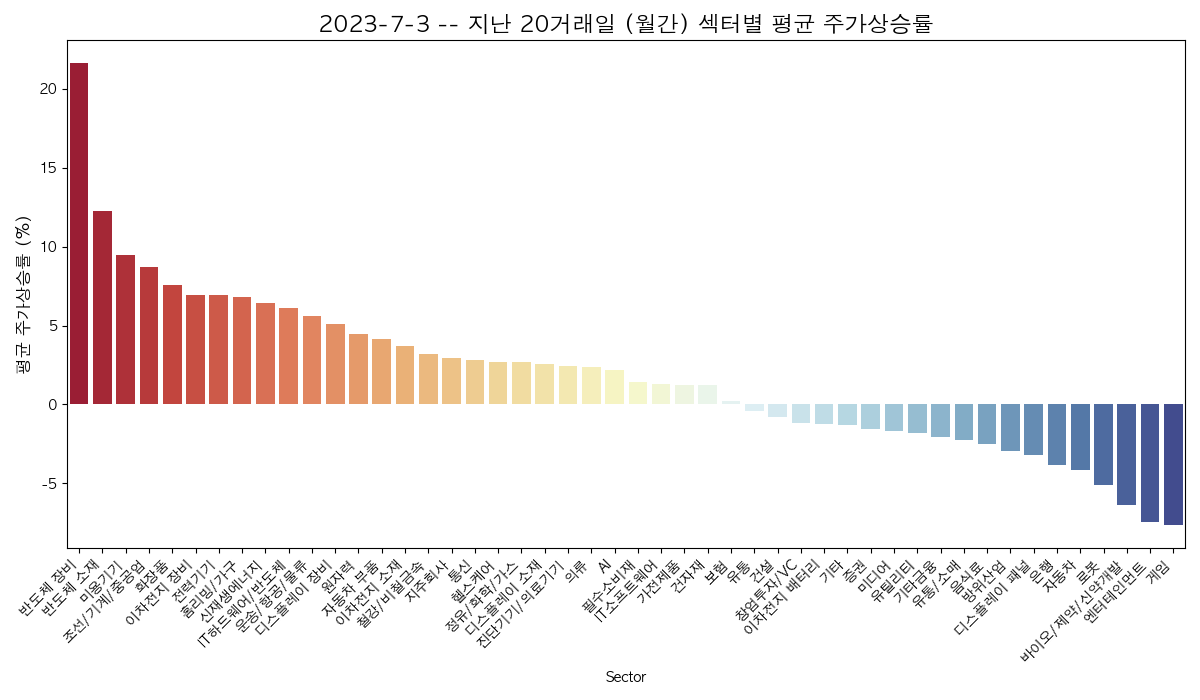 2023-7-3 -- 지난 20거래일 (월간) 섹터별 평균 주가상승률
평균 주가상승률 (%)
20
15
10
5
0
-5
반도체 장비
반도체 소재
미용기기
조선/기계/중공업
화장품
이차전지 장비
전력기기
홈리빙/가구
신재생에너지
IT하드웨어/반도체
운송/항공/물류
디스플레이 장비
원자력
자동차 부품
이차전지 소재
철강/비철금속
지주회사
통신
헬스케어
정유/화학/가스
디스플레이 소재
진단기기/의료기기
의류
AI
필수소비재
IT소프트웨어
가전제품
건자재
보험
유통
건설
창업투자/VC
이차전지 배터리
기타
증권
미디어
유틸리티
기타금융
유통/소매
음식료
방위산업
디스플레이 패널
은행
자동차
로봇
바이오/제약/신약개발
엔터테인먼트
게임
Sector